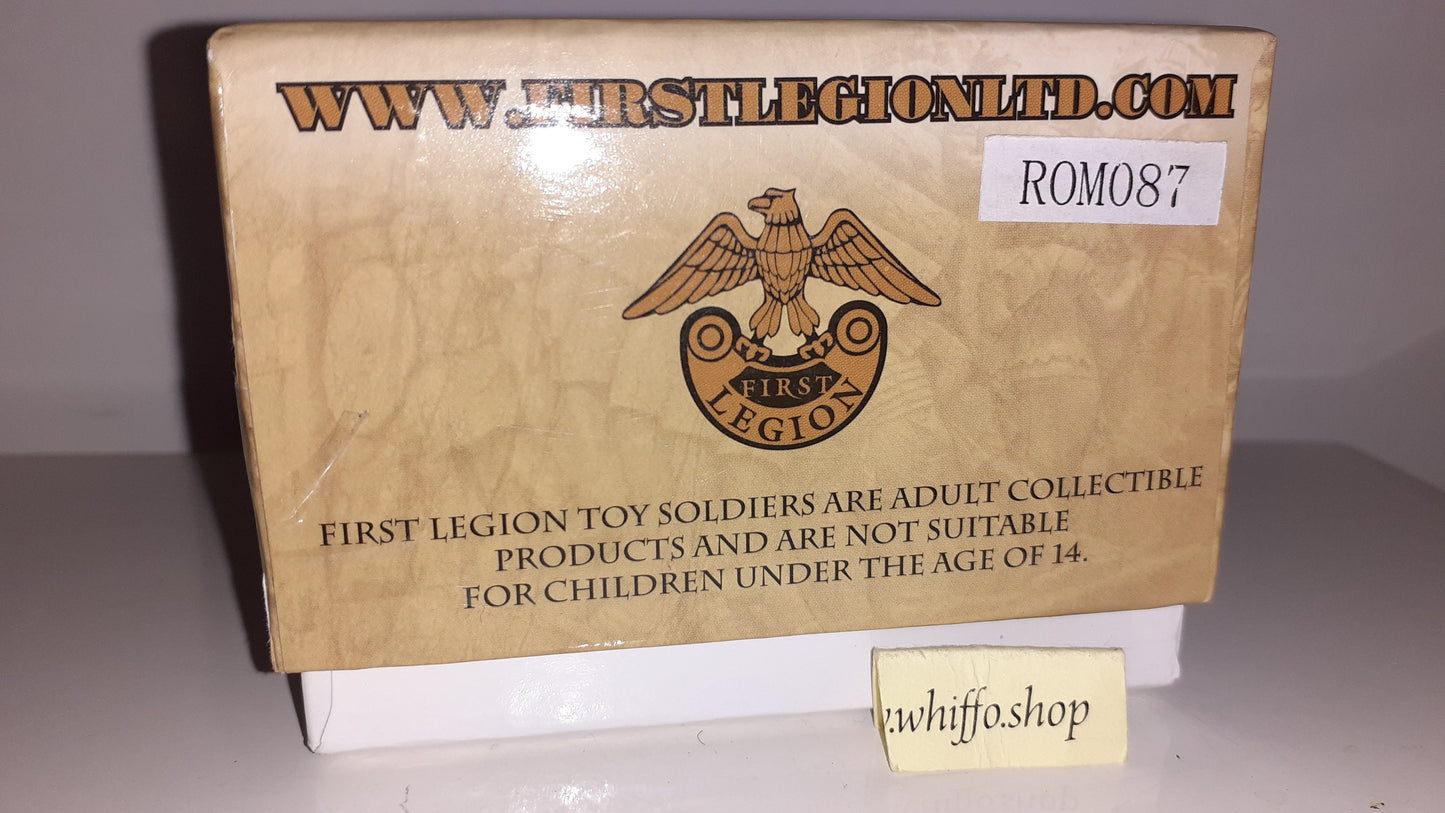 WWW.FIRSTLEGIONLTD.COM
ROM087
FIRST
LEGION
FIRST LEGION TOY SOLDIERS ARE ADULT COLLECTIBLE
PRODUCTS AND ARE NOT SUITABLE
FOR CHILDREN UNDER THE AGE OF 14.
.whiffo.shop